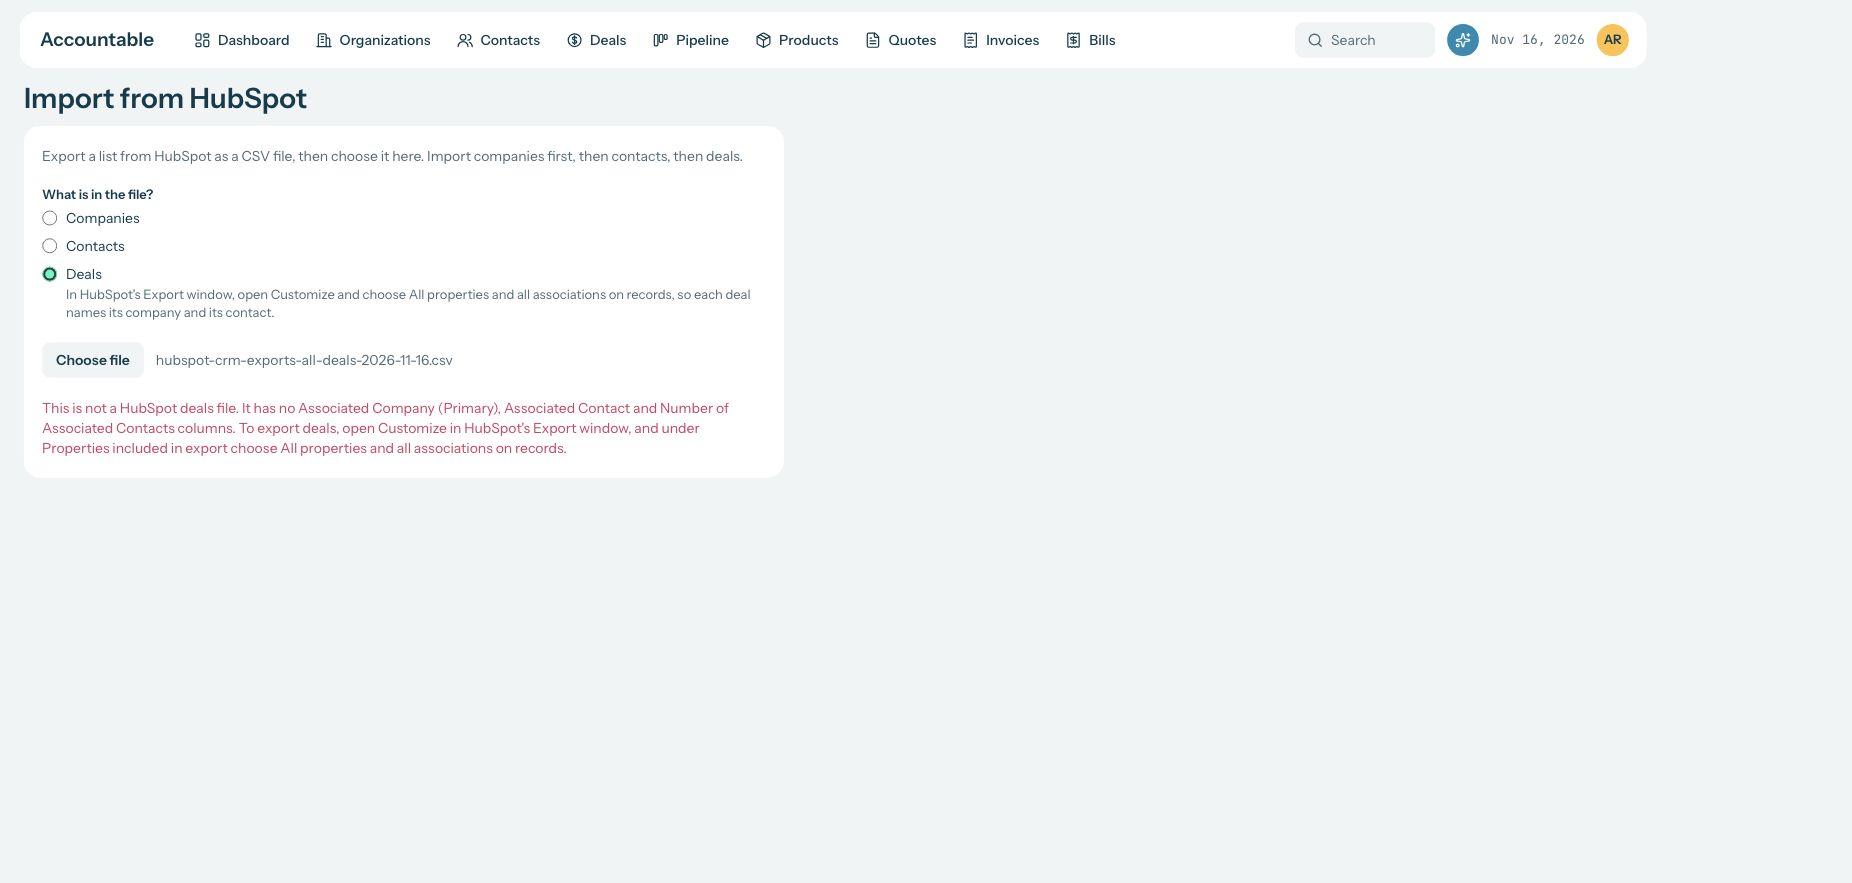 Accountable
Dashboard
Organizations
Contacts
Deals
Pipeline
Products
Quotes
Invoices
Bills
Search
Nov 16, 2026
AR
Import from HubSpot
Export a list from HubSpot as a CSV file, then choose it here. Import companies first, then contacts, then deals.
What is in the file?
Companies
Contacts
Deals
In HubSpot's Export window, open Customize and choose All properties and all associations on records, so each deal
names its company and its contact.
Choose file
hubspot-crm-exports-all-deals-2026-11-16.csv
This is not a HubSpot deals file. It has no Associated Company (Primary), Associated Contact and Number of
Associated Contacts columns. To export deals, open Customize in HubSpot's Export window, and under
Properties included in export choose All properties and all associations on records.